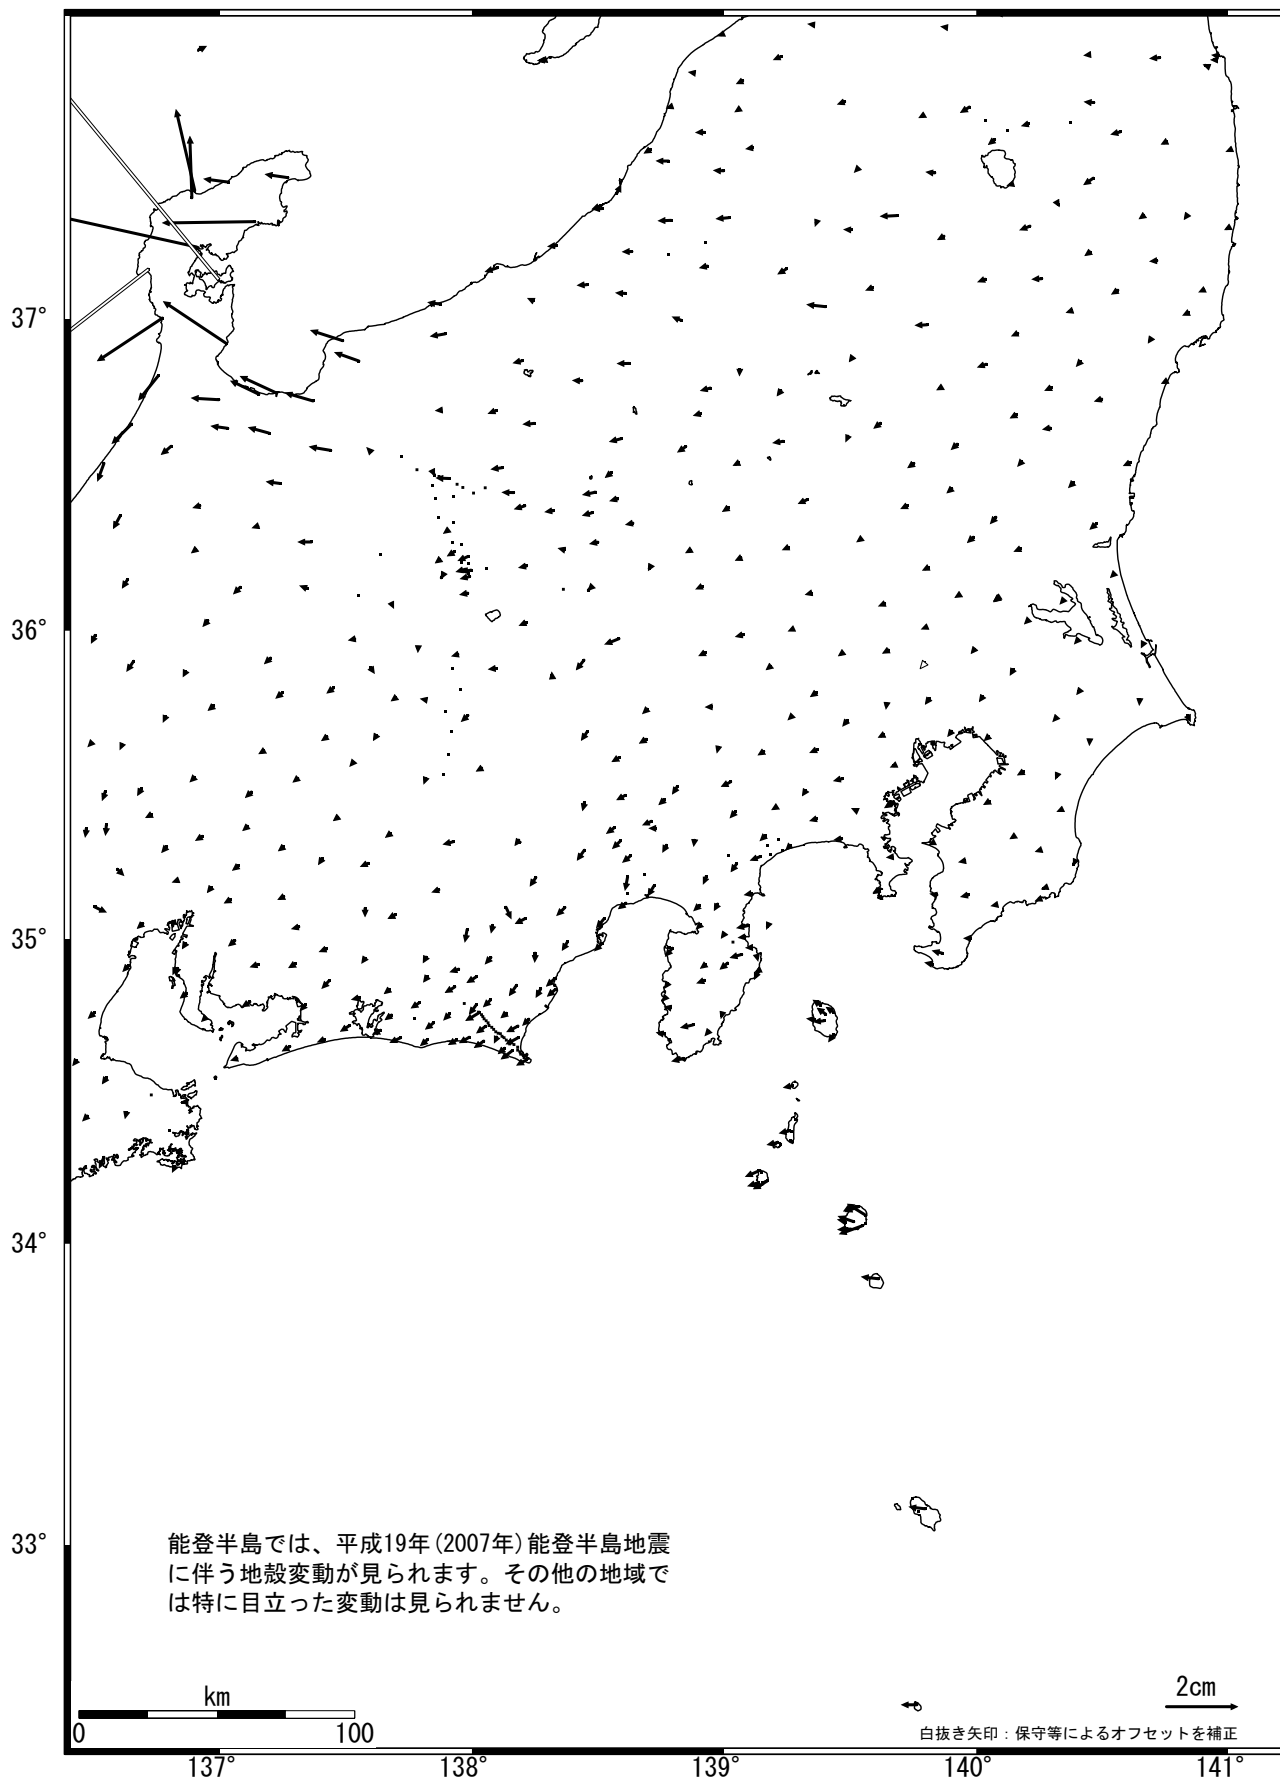 37°
36°
35°
34°
33°
能登半島では、平成19年(2007年)能登半島地震
に伴う地殻変動が見られます。その他の地域で
は特に目立った変動は見られません。
km
0 100
2cm
白抜き矢印：保守等によるオフセットを補正
137° 138° 139° 140° 141°